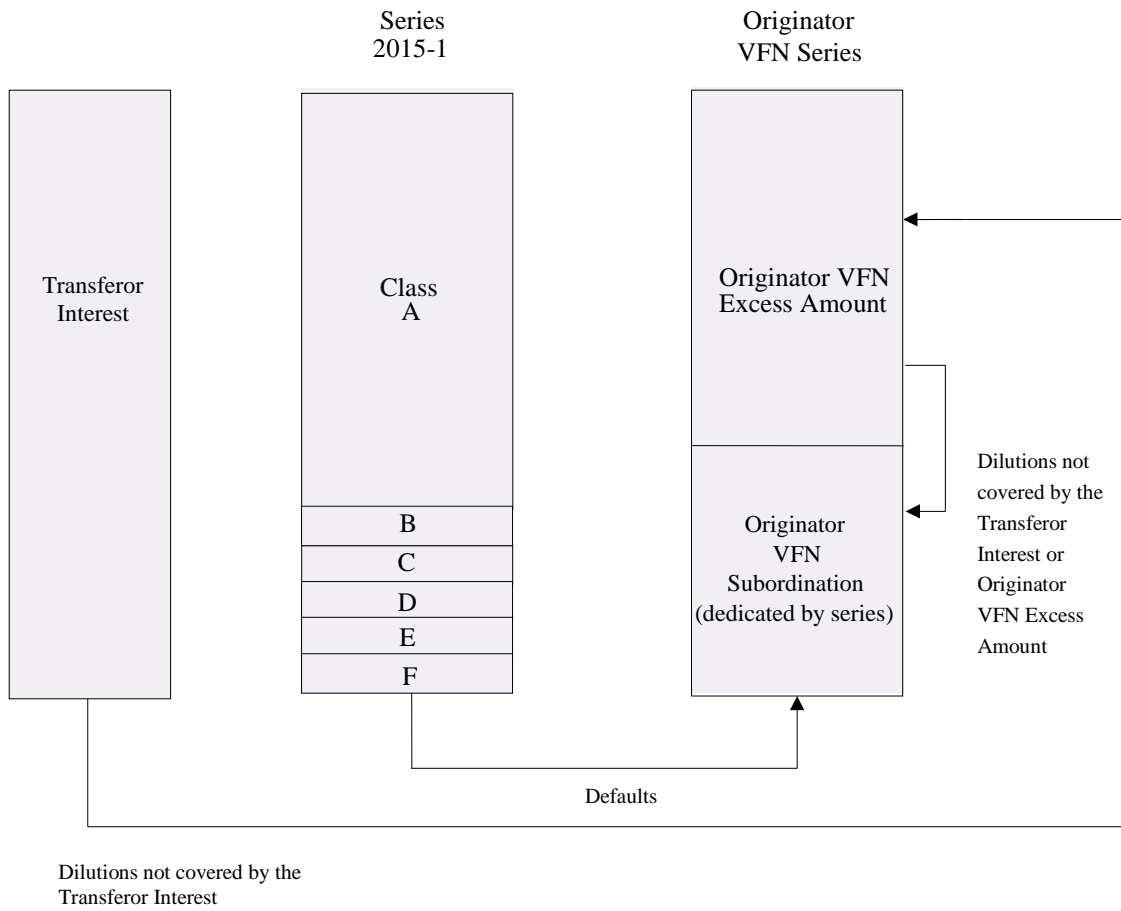 Series
2015-1
Originator
VFN Series
Transferor
Interest
Class
A
B
C
D
E
F
Originator VFN
Excess Amount
Originator
VFN
Subordination
(dedicated by series)
Dilutions not
covered by the
Transferor
Interest or
Originator
VFN Excess
Amount
Defaults
Dilutions not covered by the
Transferor Interest